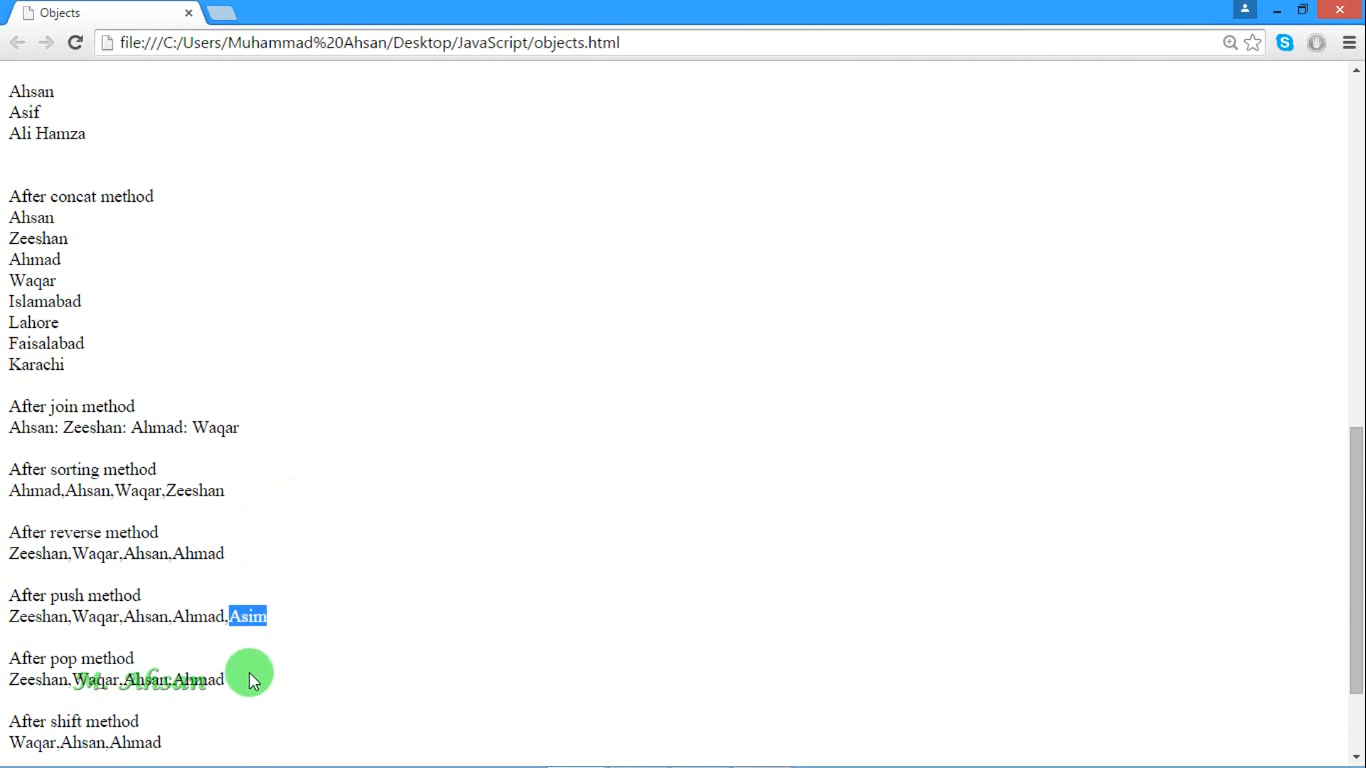 Objects
file:///C:/Users/Muhammad%20Ahsan/Desktop/JavaScript/objects.html
Ahsan
Asif
Ali Hamza
After concat method
Ahsan
Zeeshan
Ahmad
Waqar
Islamabad
Lahore
Faisalabad
Karachi
After join method
Ahsan: Zeeshan: Ahmad: Waqar
After sorting method
Ahmad,Ahsan,Waqar,Zeeshan
After reverse method
Zeeshan,Waqar,Ahsan,Ahmad
After push method
Zeeshan,Waqar,Ahsan,Ahmad,Asim
After pop method
Zeeshan,Waqar,Ahsan,Ahmad
M. Ahsan
After shift method
Waqar,Ahsan,Ahmad